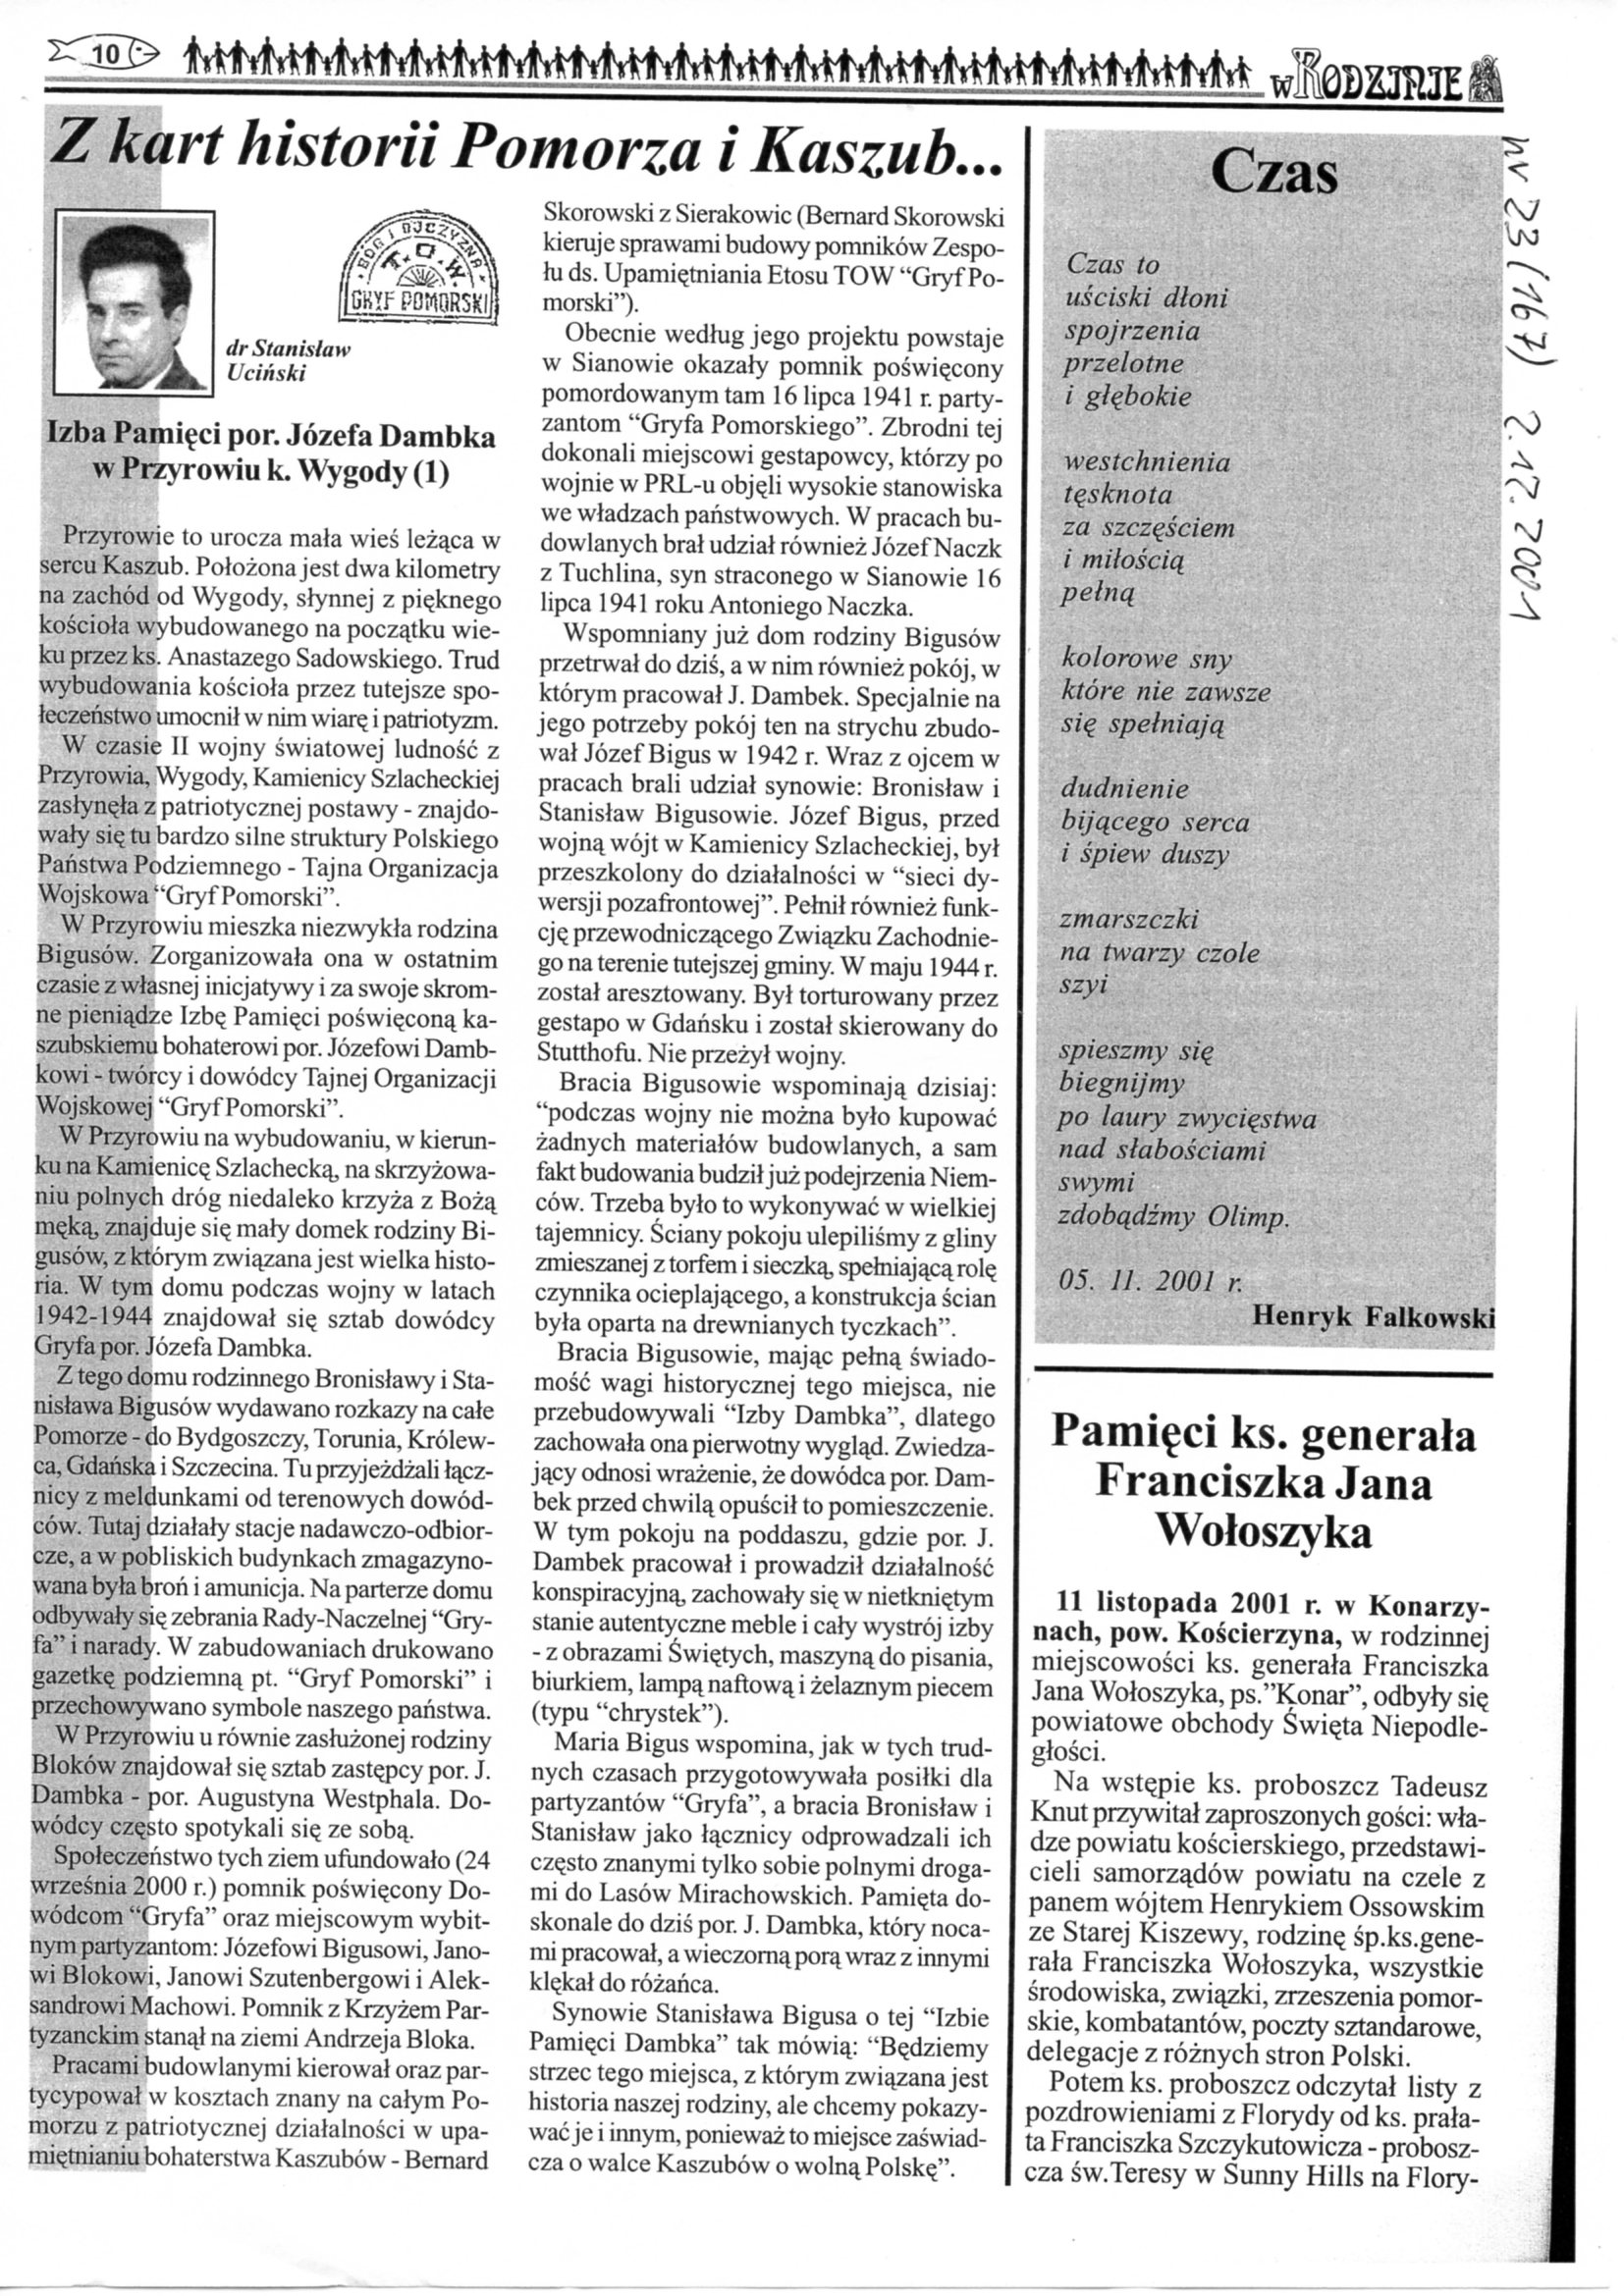 10
w RODZINIE
Z kart historii Pomorza i Kaszub...
BÓG I OJCZYZNA
T.O.W.
GRYF POMORSKI
dr Stanisław
Uciński
Izba Pamięci por. Józefa Dambka
w Przyrowiu k. Wygody (1)
Przyrowie to urocza mała wieś leżąca w
sercu Kaszub. Położona jest dwa kilometry
na zachód od Wygody, słynnej z pięknego
kościoła wybudowanego na początku wie-
ku przez ks. Anastazego Sadowskiego. Trud
wybudowania kościoła przez tutejsze spo-
łeczeństwo umocnił w nim wiarę i patriotyzm.
W czasie II wojny światowej ludność z
Przyrowia, Wygody, Kamienicy Szlacheckiej
zasłynęła z patriotycznej postawy - znajdo-
wały się tu bardzo silne struktury Polskiego
Państwa Podziemnego - Tajna Organizacja
Wojskowa “Gryf Pomorski”.
W Przyrowiu mieszka niezwykła rodzina
Bigusów. Zorganizowała ona w ostatnim
czasie z własnej inicjatywy i za swoje skrom-
ne pieniądze Izbę Pamięci poświęconą ka-
szubskiemu bohaterowi por. Józefowi Damb-
kowi - twórcy i dowódcy Tajnej Organizacji
Wojskowej “Gryf Pomorski”.
W Przyrowiu na wybudowaniu, w kierun-
ku na Kamienicę Szlachecką, na skrzyżowa-
niu polnych dróg niedaleko krzyża z Bożą
męką, znajduje się mały domek rodziny Bi-
gusów, z którym związana jest wielka histo-
ria. W tym domu podczas wojny w latach
1942-1944 znajdował się sztab dowódcy
Gryfa por. Józefa Dambka.
Z tego domu rodzinnego Bronisławy i Sta-
nisława Bigusów wydawano rozkazy na całe
Pomorze - do Bydgoszczy, Torunia, Królew-
ca, Gdańska i Szczecina. Tu przyjeżdżali łącz-
nicy z meldunkami od terenowych dowód-
ców. Tutaj działały stacje nadawczo-odbior-
cze, a w pobliskich budynkach zmagazyno-
wana była broń i amunicja. Na parterze domu
odbywały się zebrania Rady-Naczelnej “Gry-
fa” i narady. W zabudowaniach drukowano
gazetkę podziemną pt. “Gryf Pomorski” i
przechowywano symbole naszego państwa.
W Przyrowiu u równie zasłużonej rodziny
Bloków znajdował się sztab zastępcy por. J.
Dambka - por. Augustyna Westphala. Do-
wódcy często spotykali się ze sobą.
Społeczeństwo tych ziem ufundowało (24
września 2000 r.) pomnik poświęcony Do-
wódcom “Gryfa” oraz miejscowym wybit-
nym partyzantom: Józefowi Bigusowi, Jano-
wi Blokowi, Janowi Szutenbergowi i Alek-
sandrowi Machowi. Pomnik z Krzyżem Par-
tyzanckim stanął na ziemi Andrzeja Bloka.
Pracami budowlanymi kierował oraz par-
tycypował w kosztach znany na całym Po-
morzu z patriotycznej działalności w upa-
miętnianiu bohaterstwa Kaszubów - Bernard
Skorowski z Sierakowic (Bernard Skorowski
kieruje sprawami budowy pomników Zespo-
łu ds. Upamiętniania Etosu TOW “Gryf Po-
morski”).
Obecnie według jego projektu powstaje
w Sianowie okazały pomnik poświęcony
pomordowanym tam 16 lipca 1941 r. party-
zantom “Gryfa Pomorskiego”. Zbrodni tej
dokonali miejscowi gestapowcy, którzy po
wojnie w PRL-u objęli wysokie stanowiska
we władzach państwowych. W pracach bu-
dowlanych brał udział również Józef Naczk
z Tuchlina, syn straconego w Sianowie 16
lipca 1941 roku Antoniego Naczka.
Wspomniany już dom rodziny Bigusów
przetrwał do dziś, a w nim również pokój, w
którym pracował J. Dambek. Specjalnie na
jego potrzeby pokój ten na strychu zbudo-
wał Józef Bigus w 1942 r. Wraz z ojcem w
pracach brali udział synowie: Bronisław i
Stanisław Bigusowie. Józef Bigus, przed
wojną wójt w Kamienicy Szlacheckiej, był
przeszkolony do działalności w “sieci dy-
wersji pozafrontowej”. Pełnił również funk-
cję przewodniczącego Związku Zachodnie-
go na terenie tutejszej gminy. W maju 1944 r.
został aresztowany. Był torturowany przez
gestapo w Gdańsku i został skierowany do
Stutthofu. Nie przeżył wojny.
Bracia Bigusowie wspominają dzisiaj:
“podczas wojny nie można było kupować
żadnych materiałów budowlanych, a sam
fakt budowania budził już podejrzenia Niem-
ców. Trzeba było to wykonywać w wielkiej
tajemnicy. Ściany pokoju ulepiliśmy z gliny
zmieszanej z torfem i sieczką, spełniającą rolę
czynnika ocieplającego, a konstrukcja ścian
była oparta na drewnianych tyczkach”.
Bracia Bigusowie, mając pełną świado-
mość wagi historycznej tego miejsca, nie
przebudowywali “Izby Dambka”, dlatego
zachowała ona pierwotny wygląd. Zwiedza-
jący odnosi wrażenie, że dowódca por. Dam-
bek przed chwilą opuścił to pomieszczenie.
W tym pokoju na poddaszu, gdzie por. J.
Dambek pracował i prowadził działalność
konspiracyjną, zachowały się w nietkniętym
stanie autentyczne meble i cały wystrój izby
- z obrazami Świętych, maszyną do pisania,
biurkiem, lampą naftową i żelaznym piecem
(typu “chrystek”).
Maria Bigus wspomina, jak w tych trud-
nych czasach przygotowywała posiłki dla
partyzantów “Gryfa”, a bracia Bronisław i
Stanisław jako łącznicy odprowadzali ich
często znanymi tylko sobie polnymi droga-
mi do Lasów Mirachowskich. Pamięta do-
skonale do dziś por. J. Dambka, który noca-
mi pracował, a wieczorną porą wraz z innymi
klękał do różańca.
Synowie Stanisława Bigusa o tej “Izbie
Pamięci Dambka” tak mówią: “Będziemy
strzec tego miejsca, z którym związana jest
historia naszej rodziny, ale chcemy pokazy-
wać je i innym, ponieważ to miejsce zaświad-
cza o walce Kaszubów o wolną Polskę”.
Czas
Czas to
uściski dłoni
spojrzenia
przelotne
i głębokie
westchnienia
tęsknota
za szczęściem
i miłością
pełną
kolorowe sny
które nie zawsze
się spełniają
dudnienie
bijącego serca
i śpiew duszy
zmarszczki
na twarzy czole
szyi
spieszmy się
biegnijmy
po laury zwycięstwa
nad słabościami
swymi
zdobądźmy Olimp.
05. 11. 2001 r.
Henryk Falkowski
Pamięci ks. generała
Franciszka Jana
Wołoszyka
11 listopada 2001 r. w Konarzy-
nach, pow. Kościerzyna, w rodzinnej
miejscowości ks. generała Franciszka
Jana Wołoszyka, ps.”Konar”, odbyły się
powiatowe obchody Święta Niepodle-
głości.
Na wstępie ks. proboszcz Tadeusz
Knut przywitał zaproszonych gości: wła-
dze powiatu kościerskiego, przedstawi-
cieli samorządów powiatu na czele z
panem wójtem Henrykiem Ossowskim
ze Starej Kiszewy, rodzinę śp.ks.gene-
rała Franciszka Wołoszyka, wszystkie
środowiska, związki, zrzeszenia pomor-
skie, kombatantów, poczty sztandarowe,
delegacje z różnych stron Polski.
Potem ks. proboszcz odczytał listy z
pozdrowieniami z Florydy od ks. prała-
ta Franciszka Szczykutowicza - probosz-
cza św.Teresy w Sunny Hills na Flory-
nr 23 (167) 2.12.2001